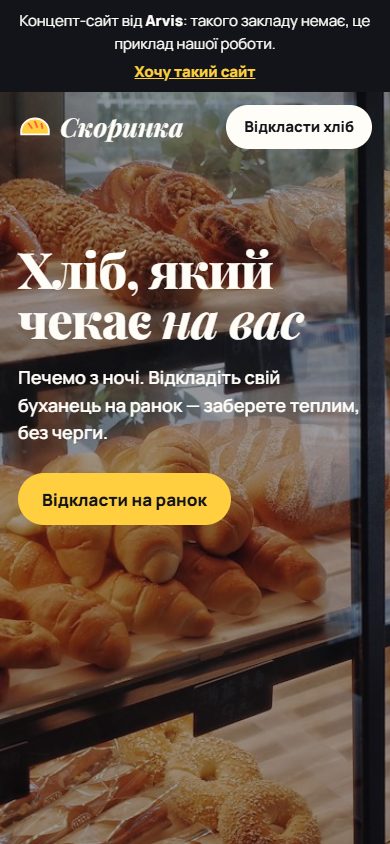 Концепт-сайт від Arvis: такого закладу немає, це
приклад нашої роботи.
Хочу такий сайт
Скоринка
Відкласти хліб
Хліб, який
чекає на вас
Печемо з ночі. Відкладіть свій
буханець на ранок — заберете теплим,
без черги.
Відкласти на ранок